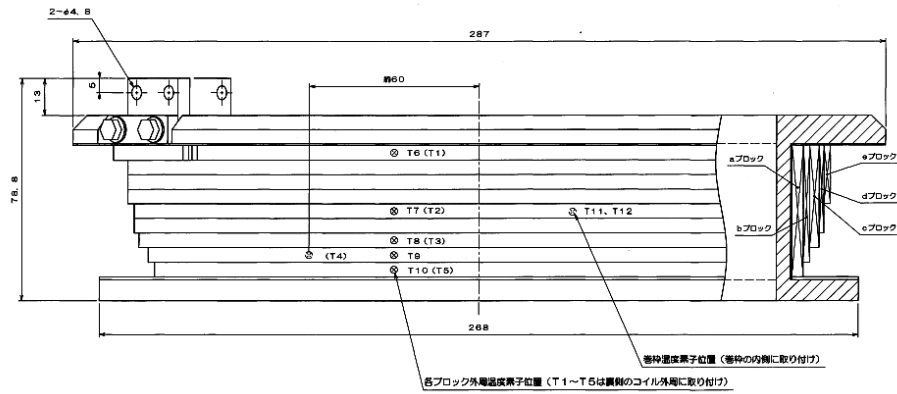 2-φ4.8
287
5
13
約60
78.8
T6(T1)
aブロック
eブロック
T7(T2)
T11、T12
dブロック
bブロック
cブロック
T8(T3)
(T4)
T9
T10(T5)
268
巻枠温度素子位置(巻枠の内側に取り付け)
各ブロック外周温度素子位置(T1～T5は裏側のコイル外周に取り付け)